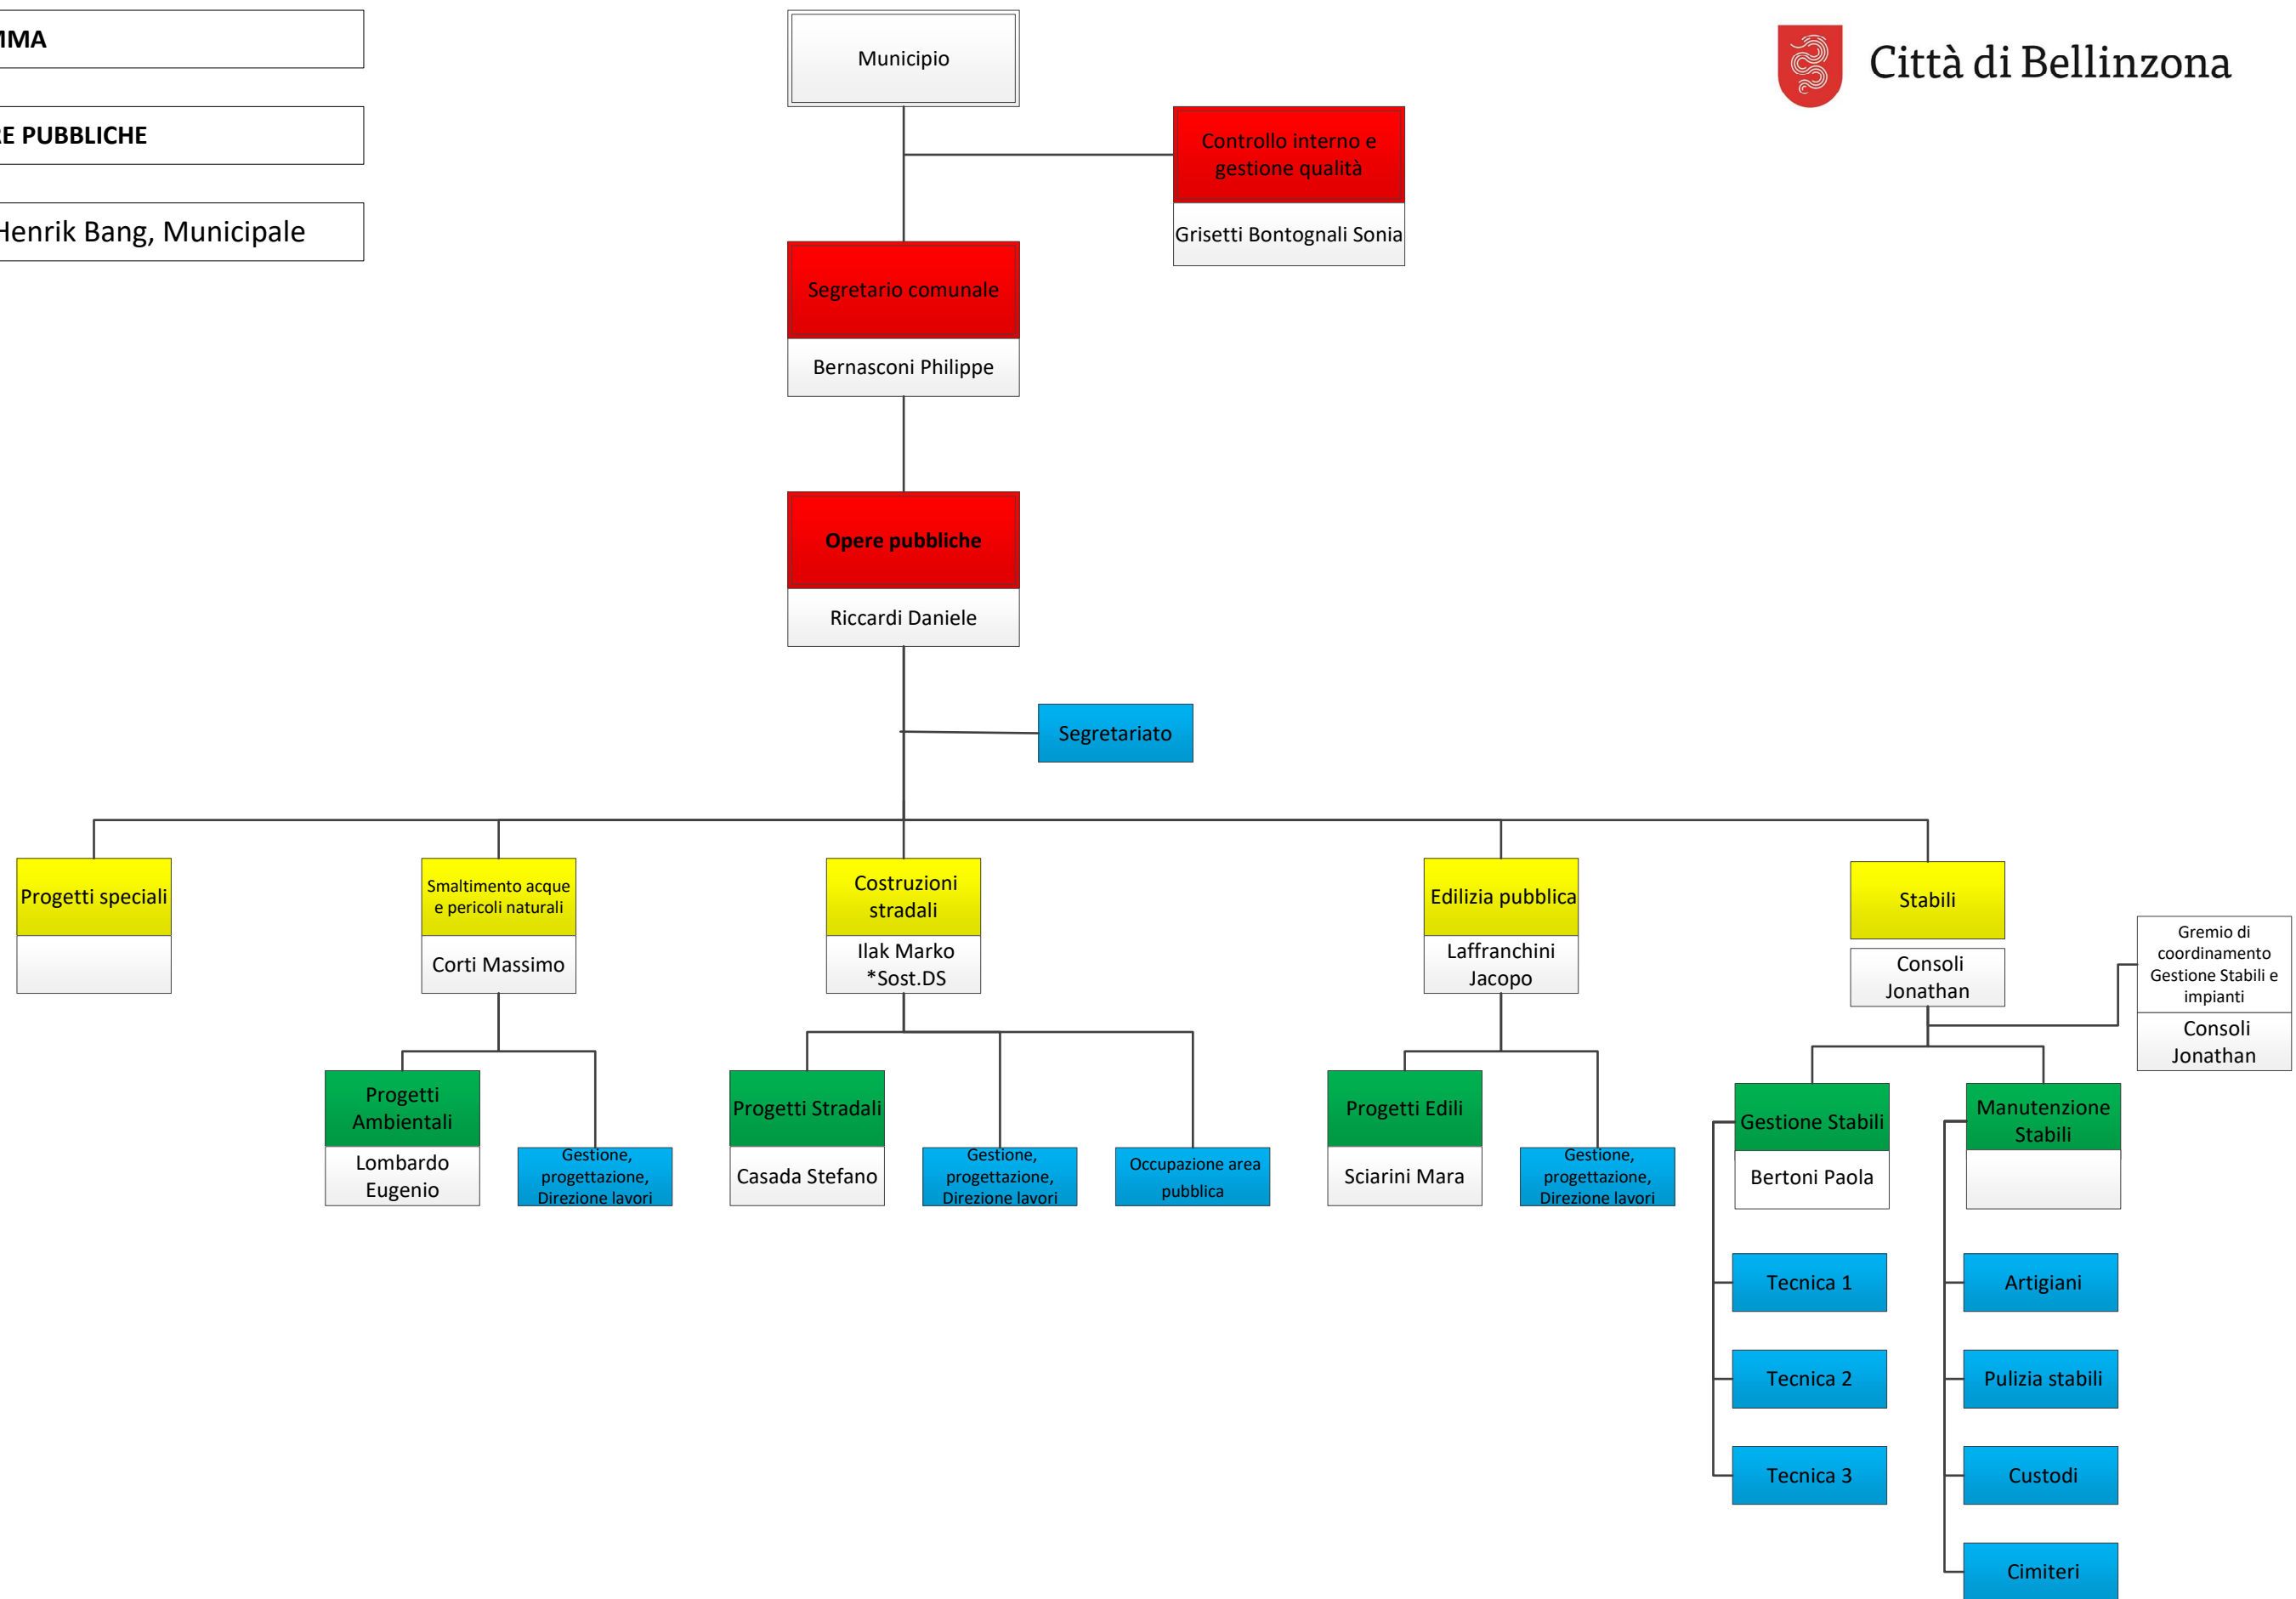 MMA
RE PUBBLICHE
Henrik Bang, Municipale
Città di Bellinzona
Municipio
Controllo interno e
gestione qualità
Grisetti Bontognali Sonia
Segretario comunale
Bernasconi Philippe
Opere pubbliche
Riccardi Daniele
Segretariato
Progetti speciali
Smaltimento acque
e pericoli naturali
Corti Massimo
Costruzioni
stradali
Ilak Marko
*Sost.DS
Edilizia pubblica
Laffranchini
Jacopo
Stabili
Consoli
Jonathan
Gremio di
coordinamento
Gestione Stabili e
impianti
Consoli
Jonathan
Progetti
Ambientali
Lombardo
Eugenio
Gestione,
progettazione,
Direzione lavori
Progetti Stradali
Casada Stefano
Gestione,
progettazione,
Direzione lavori
Occupazione area
pubblica
Progetti Edili
Sciarini Mara
Gestione,
progettazione,
Direzione lavori
Gestione Stabili
Bertoni Paola
Tecnica 1
Tecnica 2
Tecnica 3
Manutenzione
Stabili
Artigiani
Pulizia stabili
Custodi
Cimiteri